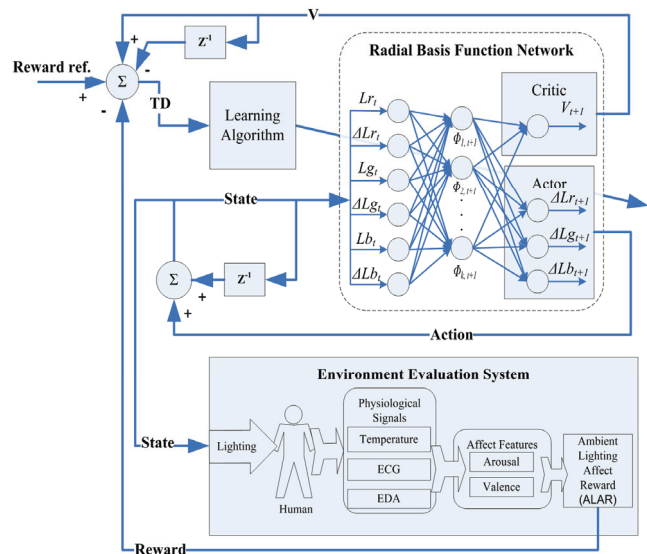 V
+
-
Z⁻¹
Radial Basis Function Network
Reward ref.
+
Σ
-
TD
Learning Algorithm
Critic
V_{t+1}
Lr_t
ΔLr_t
Lg_t
ΔLg_t
Lb_t
ΔLb_t
Φ_{1,t+1}
Φ_{2,t+1}
.
.
.
Φ_{k,t+1}
Actor
ΔLr_{t+1}
ΔLg_{t+1}
ΔLb_{t+1}
State
Σ
+
Z⁻¹
+
Action
Environment Evaluation System
State
Lighting
Human
Physiological
Signals
Temperature
ECG
EDA
Affect Features
Arousal
Valence
Ambient
Lighting
Affect
Reward
(ALAR)
Reward